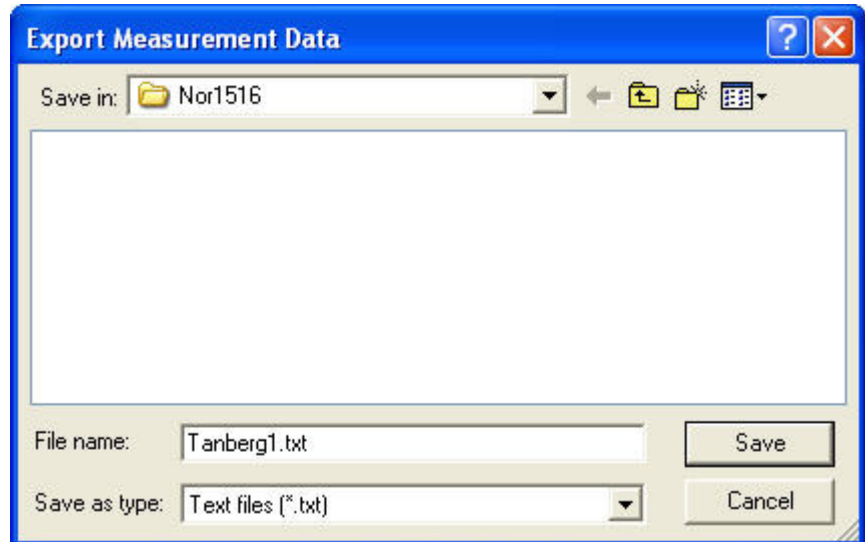 Export Measurement Data
Save in: Nor1516
File name: Tanberg1.txt Save
Save as type: Text files (*.txt) Cancel